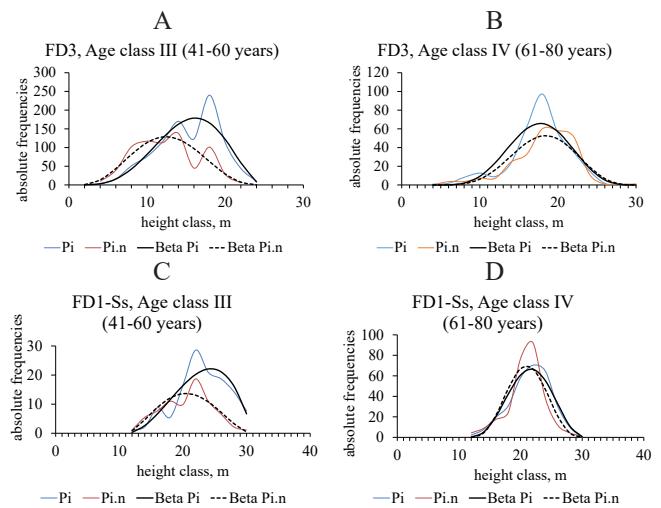 A
FD3, Age class III (41-60 years)
absolute frequencies
300
250
200
150
100
50
0
0 10 20 30
height class, m
Pi Pi.n Beta Pi Beta Pi.n
B
FD3, Age class IV (61-80 years)
absolute frequencies
120
100
80
60
40
20
0
0 10 20 30
height class, m
Pi Pi.n Beta Pi Beta Pi.n
C
FD1-Ss, Age class III
(41-60 years)
absolute frequencies
30
20
10
0
0 10 20 30 40
height class, m
Pi Pi.n Beta Pi Beta Pi.n
D
FD1-Ss, Age class IV
(61-80 years)
absolute frequencies
100
80
60
40
20
0
0 10 20 30 40
height class, m
Pi Pi.n Beta Pi Beta Pi.n